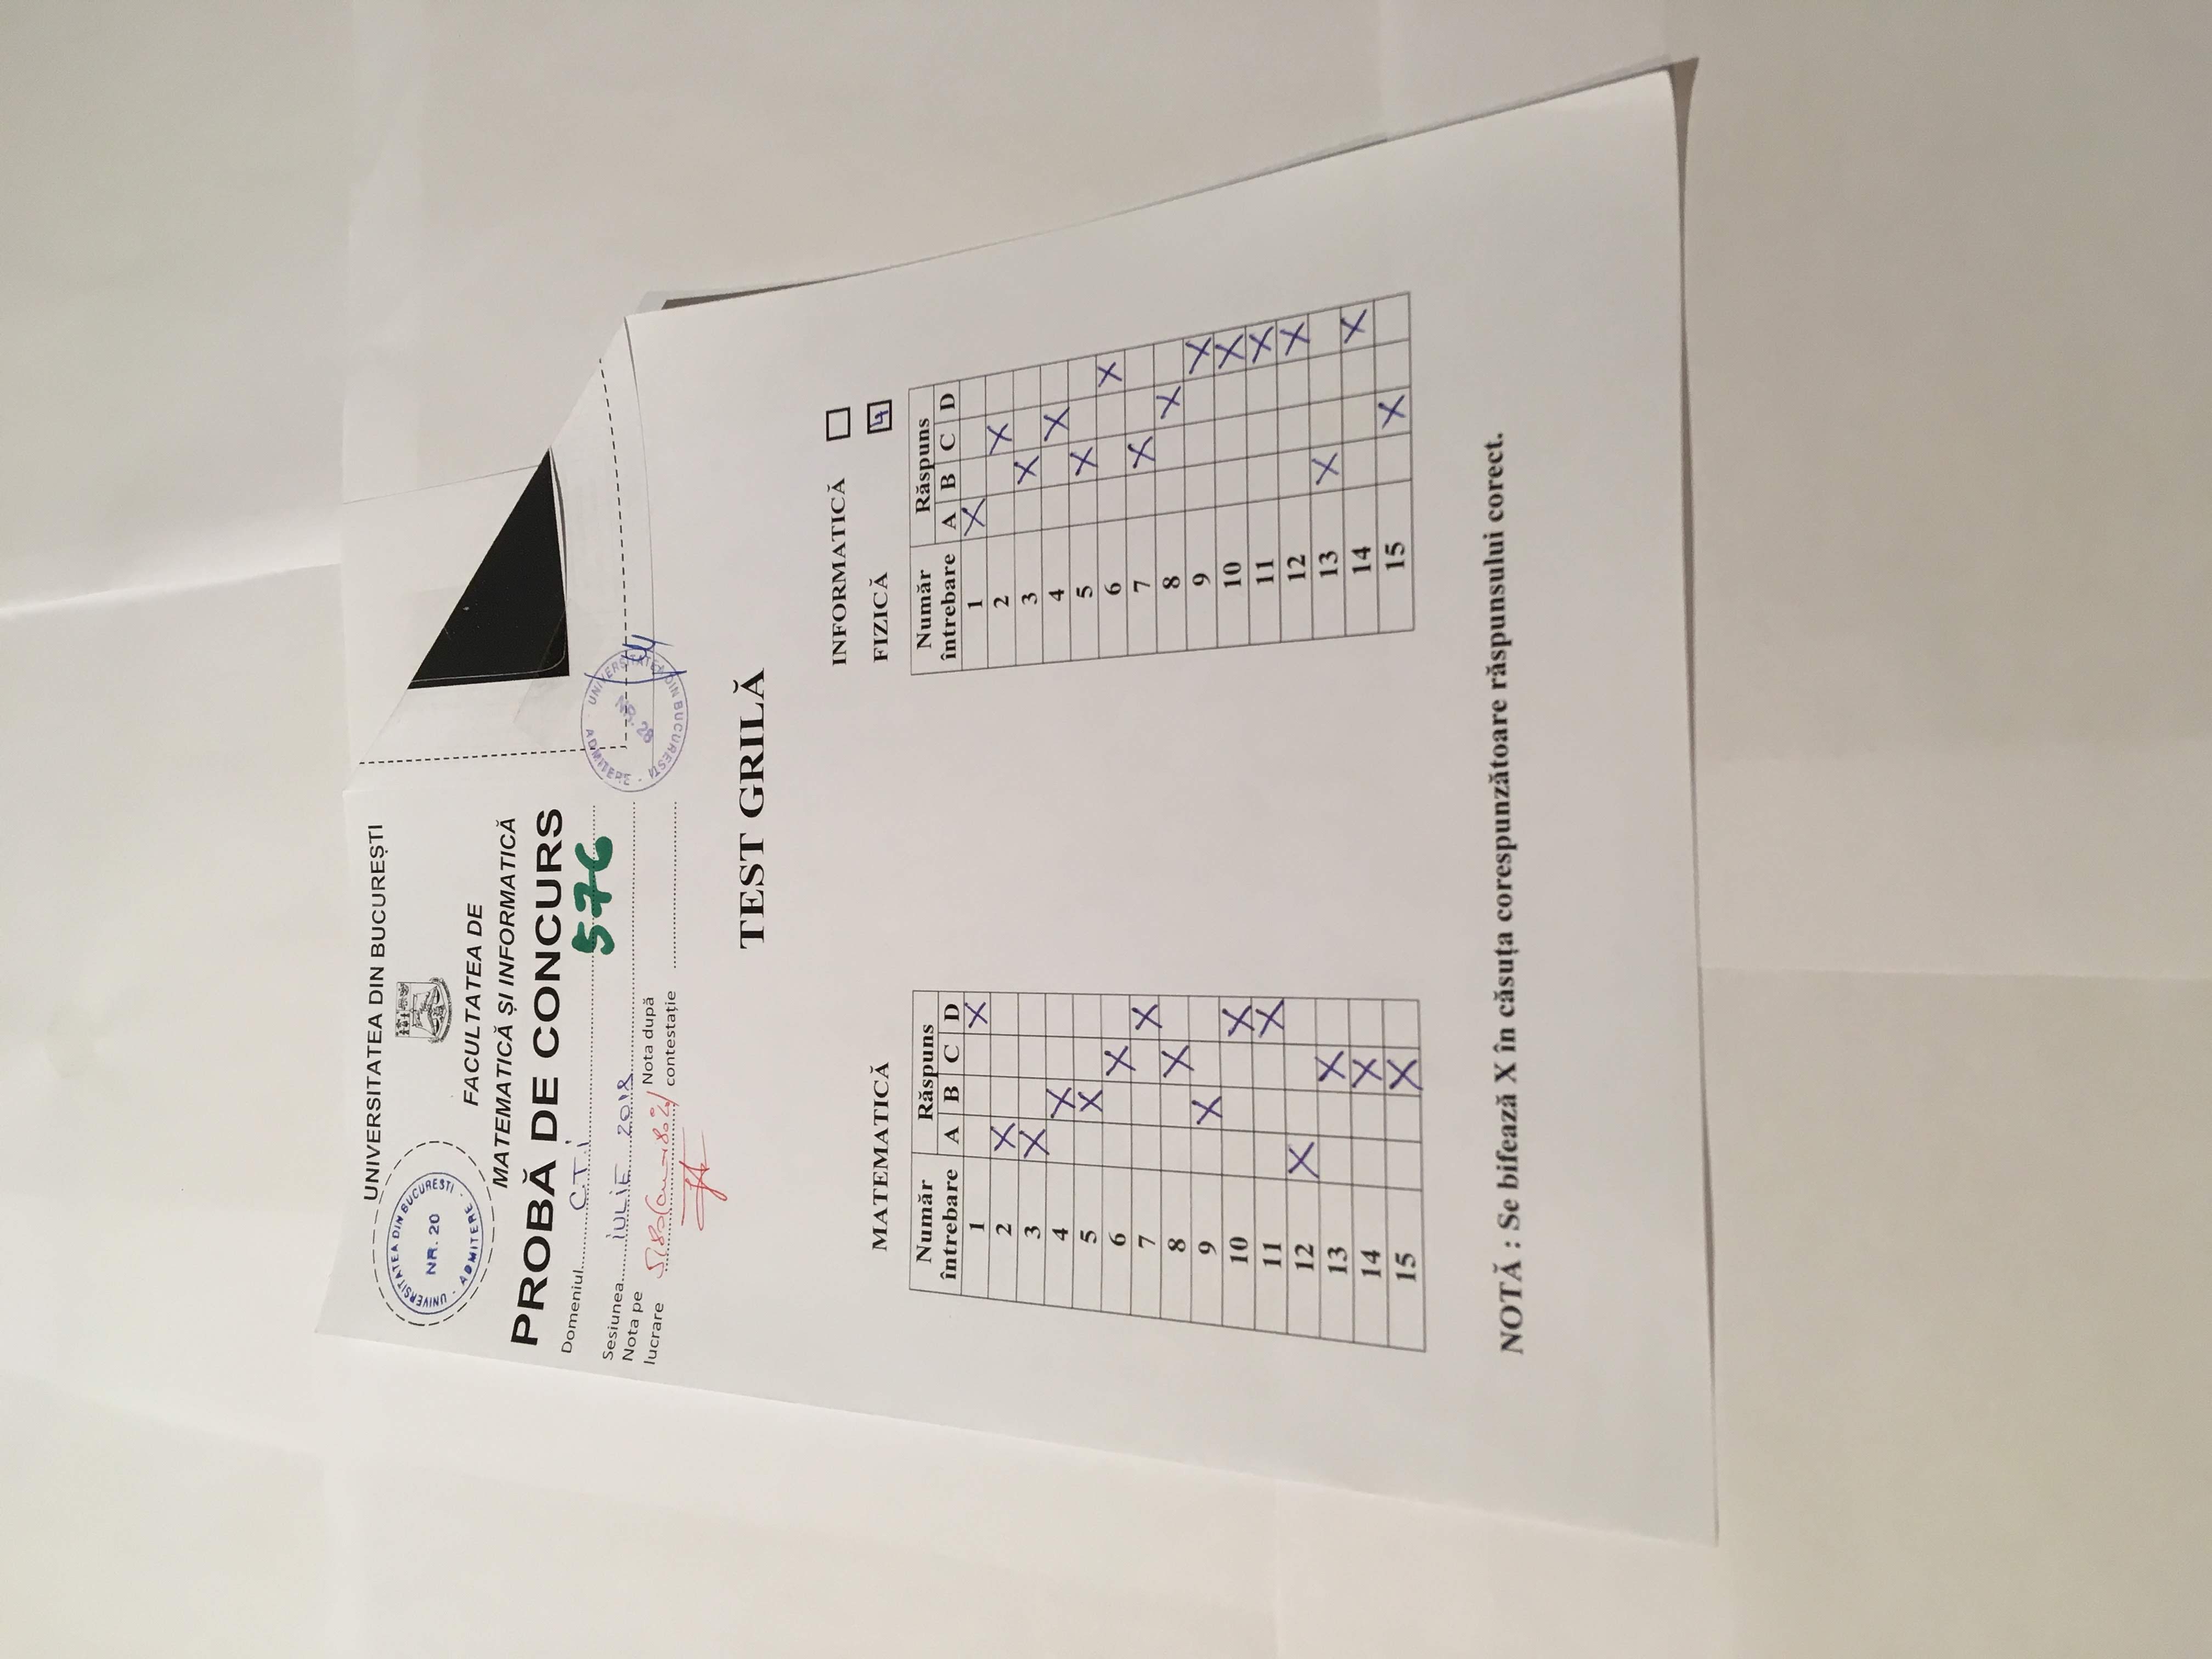 UNIVERSITATEA DIN BUCUREȘTI
UNIVERSITATEA DIN BUCURESTI
NR. 20
ADMITERE
FACULTATEA DE
MATEMATICĂ ȘI INFORMATICĂ
PROBĂ DE CONCURS
Domeniul C.T.i
576
Sesiunea iULiE 2018
Nota pe lucrare 5,80
Nota după contestație
UNIVERSITATEA DIN BUCURESTI
NR. 28
ADMITERE
TEST GRILĂ
INFORMATICĂ
FIZICĂ 4
MATEMATICĂ
Număr întrebare Răspuns
A B C D
1 X
2 X
3 X
4 X
5 X
6 X
7 X
8 X
9 X
10 X
11 X
12 X
13 X
14 X
15 X
Număr întrebare Răspuns
A B C D
1 X
2 X
3 X
4 X
5 X
6 X
7 X
8 X
9 X
10 X
11 X
12 X
13 X
14 X
15 X
NOTĂ : Se bifează X în căsuța corespunzătoare răspunsului corect.